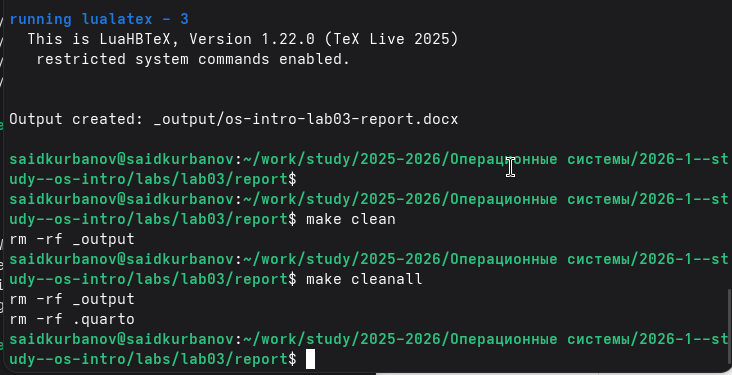 running lualatex - 3
  This is LuaHBTeX, Version 1.22.0 (TeX Live 2025)
   restricted system commands enabled.
Output created: _output/os-intro-lab03-report.docx
saidkurbanov@saidkurbanov:~/work/study/2025-2026/Операционные системы/2026-1--st
udy--os-intro/labs/lab03/report$
saidkurbanov@saidkurbanov:~/work/study/2025-2026/Операционные системы/2026-1--st
udy--os-intro/labs/lab03/report$ make clean
rm -rf _output
saidkurbanov@saidkurbanov:~/work/study/2025-2026/Операционные системы/2026-1--st
udy--os-intro/labs/lab03/report$ make cleanall
rm -rf _output
rm -rf .quarto
saidkurbanov@saidkurbanov:~/work/study/2025-2026/Операционные системы/2026-1--st
udy--os-intro/labs/lab03/report$